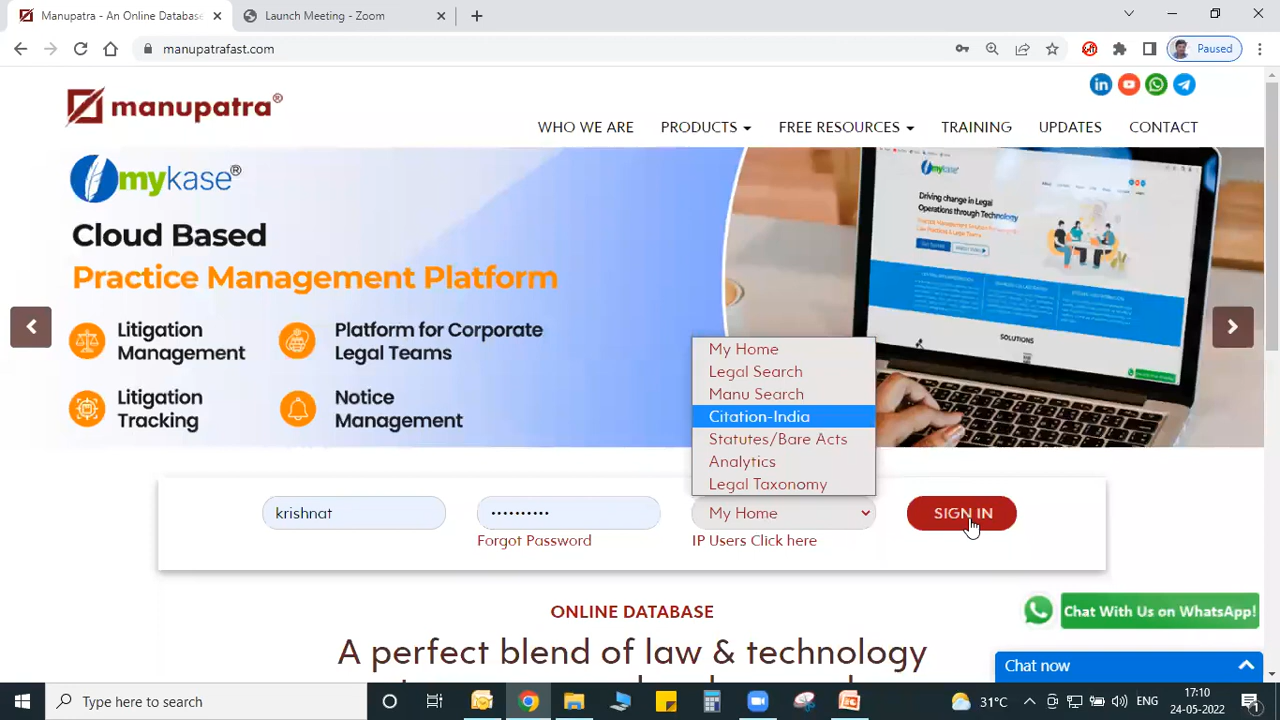 Manupatra - An Online Database
Launch Meeting - Zoom
manupatrafast.com
Paused
manupatra®
WHO WE ARE
PRODUCTS
FREE RESOURCES
TRAINING
UPDATES
CONTACT
mykase®
Cloud Based
Practice Management Platform
Litigation
Management
Platform for Corporate
Legal Teams
Litigation
Tracking
Notice
Management
mykase
Driving change in Legal
Operations through Technology
SOLUTIONS
My Home
Legal Search
Manu Search
Citation-India
Statutes/Bare Acts
Analytics
Legal Taxonomy
krishnat
••••••••••
My Home
SIGN IN
Forgot Password
IP Users Click here
ONLINE DATABASE
A perfect blend of law & technology
Chat With Us on WhatsApp!
Chat now
Type here to search
31°C
ENG
17:10
24-05-2022
1